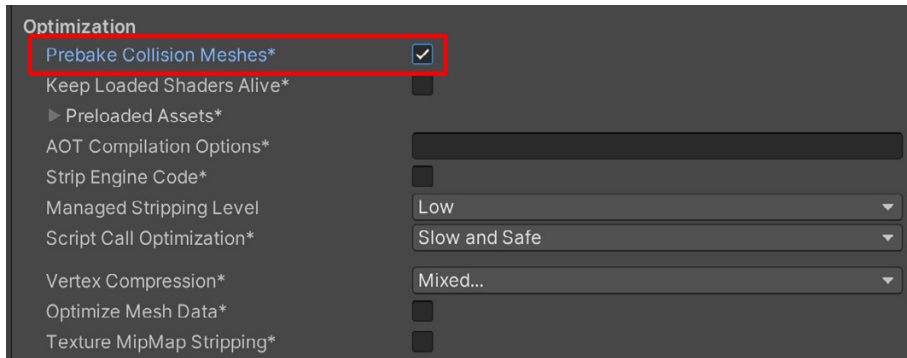 Optimization
Prebake Collision Meshes*
Keep Loaded Shaders Alive*
Preloaded Assets*
AOT Compilation Options*
Strip Engine Code*
Managed Stripping Level Low
Script Call Optimization* Slow and Safe
Vertex Compression* Mixed...
Optimize Mesh Data*
Texture MipMap Stripping*